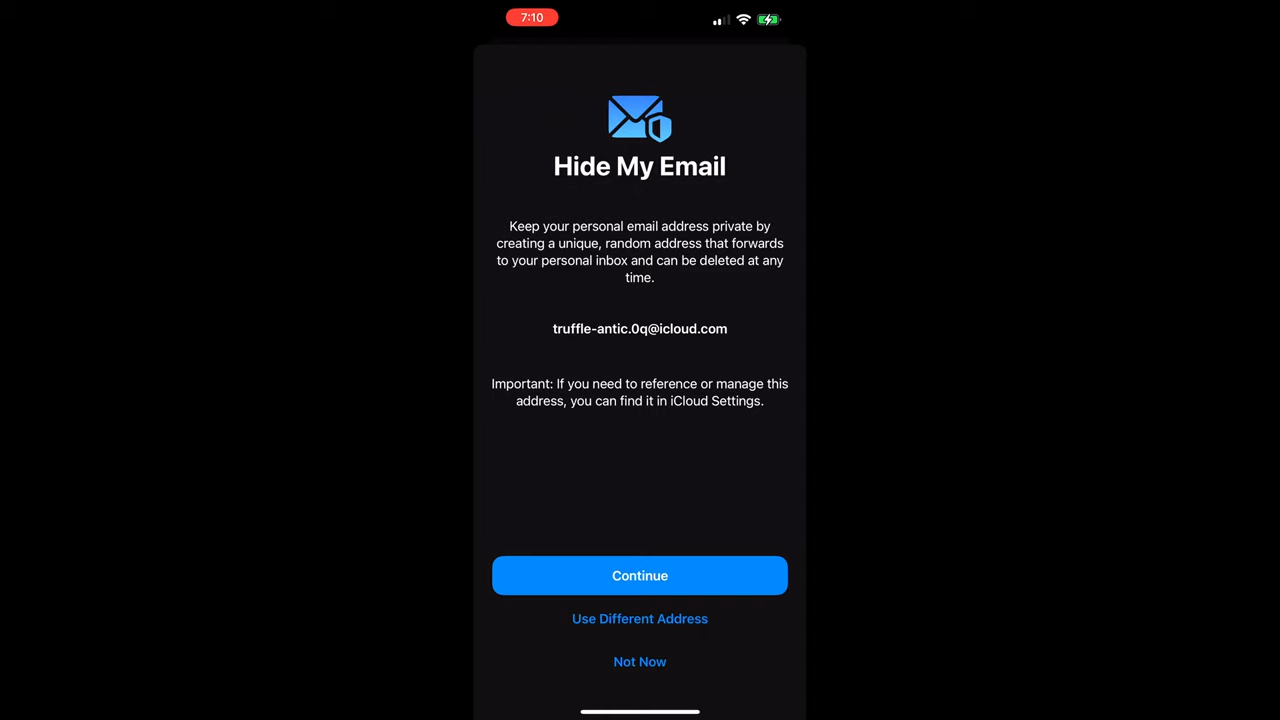 7:10
Hide My Email
Keep your personal email address private by
creating a unique, random address that forwards
to your personal inbox and can be deleted at any
time.
truffle-antic.0q@icloud.com
Important: If you need to reference or manage this
address, you can find it in iCloud Settings.
Continue
Use Different Address
Not Now